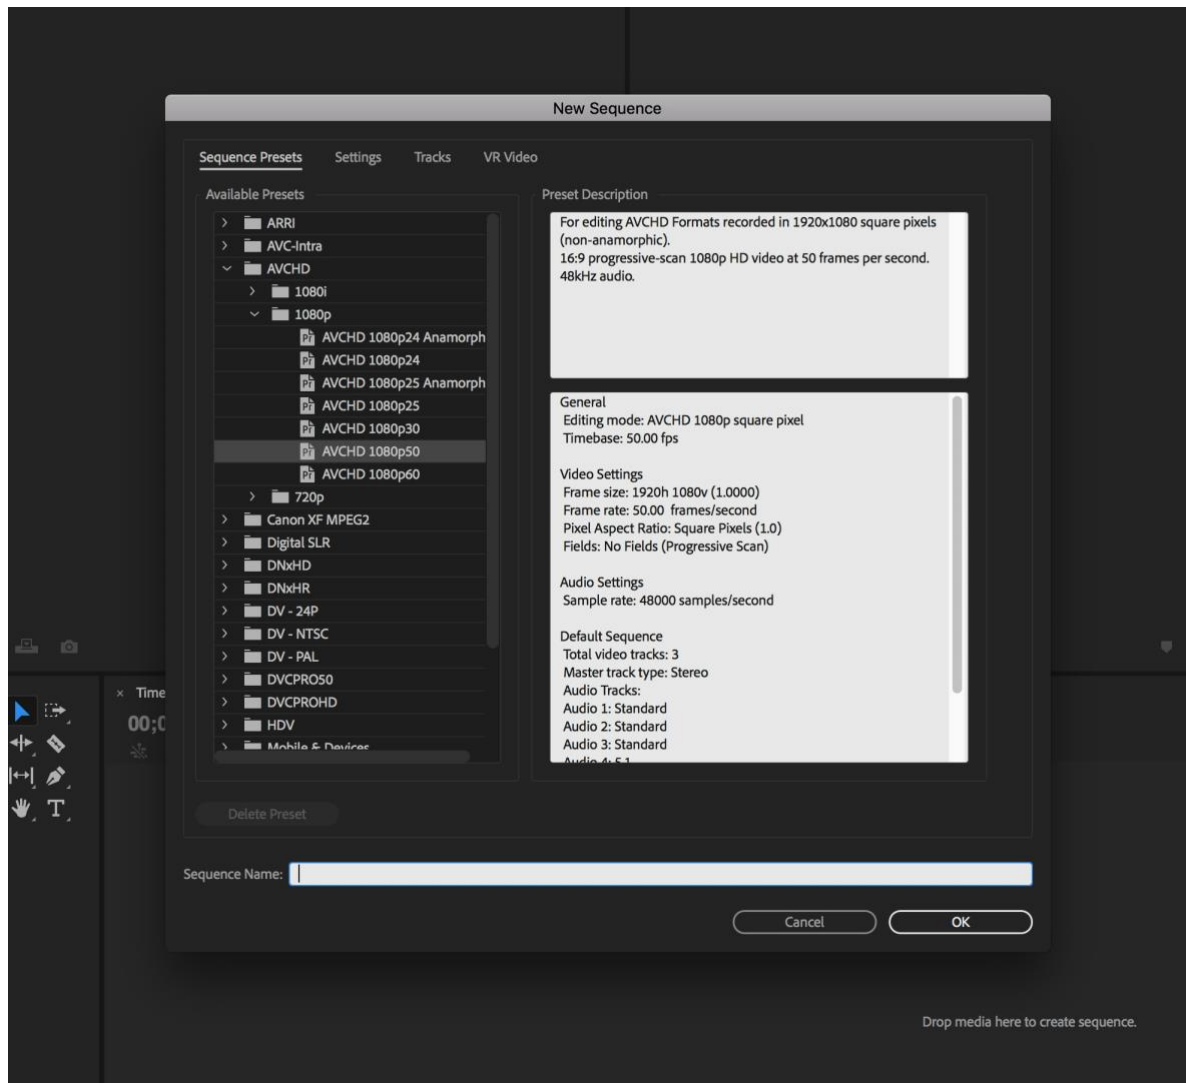 New Sequence
Sequence Presets Settings Tracks VR Video
Available Presets
ARRI
AVC-Intra
AVCHD
1080i
1080p
AVCHD 1080p24 Anamorph
AVCHD 1080p24
AVCHD 1080p25 Anamorph
AVCHD 1080p25
AVCHD 1080p30
AVCHD 1080p50
AVCHD 1080p60
720p
Canon XF MPEG2
Digital SLR
DNxHD
DNxHR
DV - 24P
DV - NTSC
DV - PAL
DVCPRO50
DVCPROHD
HDV
Mobile & Devices
Preset Description
For editing AVCHD Formats recorded in 1920x1080 square pixels
(non-anamorphic).
16:9 progressive-scan 1080p HD video at 50 frames per second.
48kHz audio.
General
Editing mode: AVCHD 1080p square pixel
Timebase: 50.00 fps
Video Settings
Frame size: 1920h 1080v (1.0000)
Frame rate: 50.00 frames/second
Pixel Aspect Ratio: Square Pixels (1.0)
Fields: No Fields (Progressive Scan)
Audio Settings
Sample rate: 48000 samples/second
Default Sequence
Total video tracks: 3
Master track type: Stereo
Audio Tracks:
Audio 1: Standard
Audio 2: Standard
Audio 3: Standard
Audio 4: 5.1
Delete Preset
Sequence Name:
Cancel OK
× Time
00;0
Drop media here to create sequence.